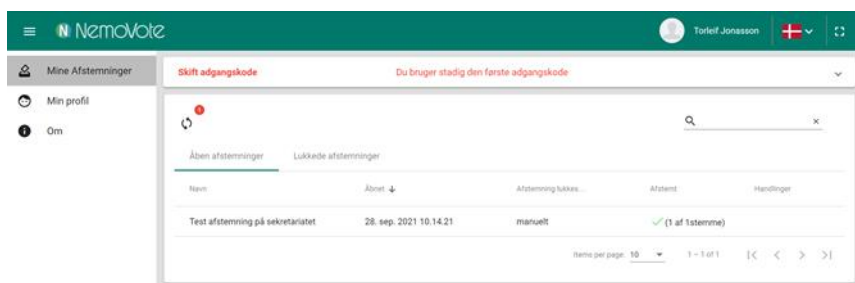 NemoVote
Torleif Jonasson
Mine Afstemninger
Min profil
Om
Skift adgangskode Du bruger stadig den første adgangskode
Åben afstemninger Lukkede afstemninger
Navn Åbnet Afstemning lukkes... Afstemt Handlinger
Test afstemning på sekretariatet 28. sep. 2021 10.14.21 manuelt (1 af 1stemme)
Items per page: 10 1 – 1 of 1